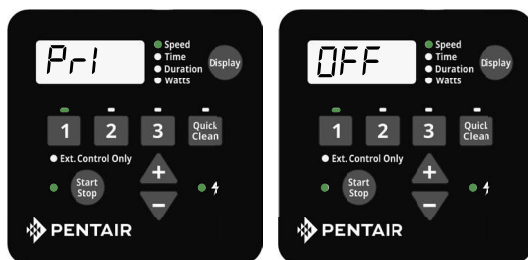 Pri
Speed
Time
Duration
Watts
Display
1 2 3 Quick Clean
Ext. Control Only
Start Stop
+
-
PENTAIR
OFF
Speed
Time
Duration
Watts
Display
1 2 3 Quick Clean
Ext. Control Only
Start Stop
+
-
PENTAIR